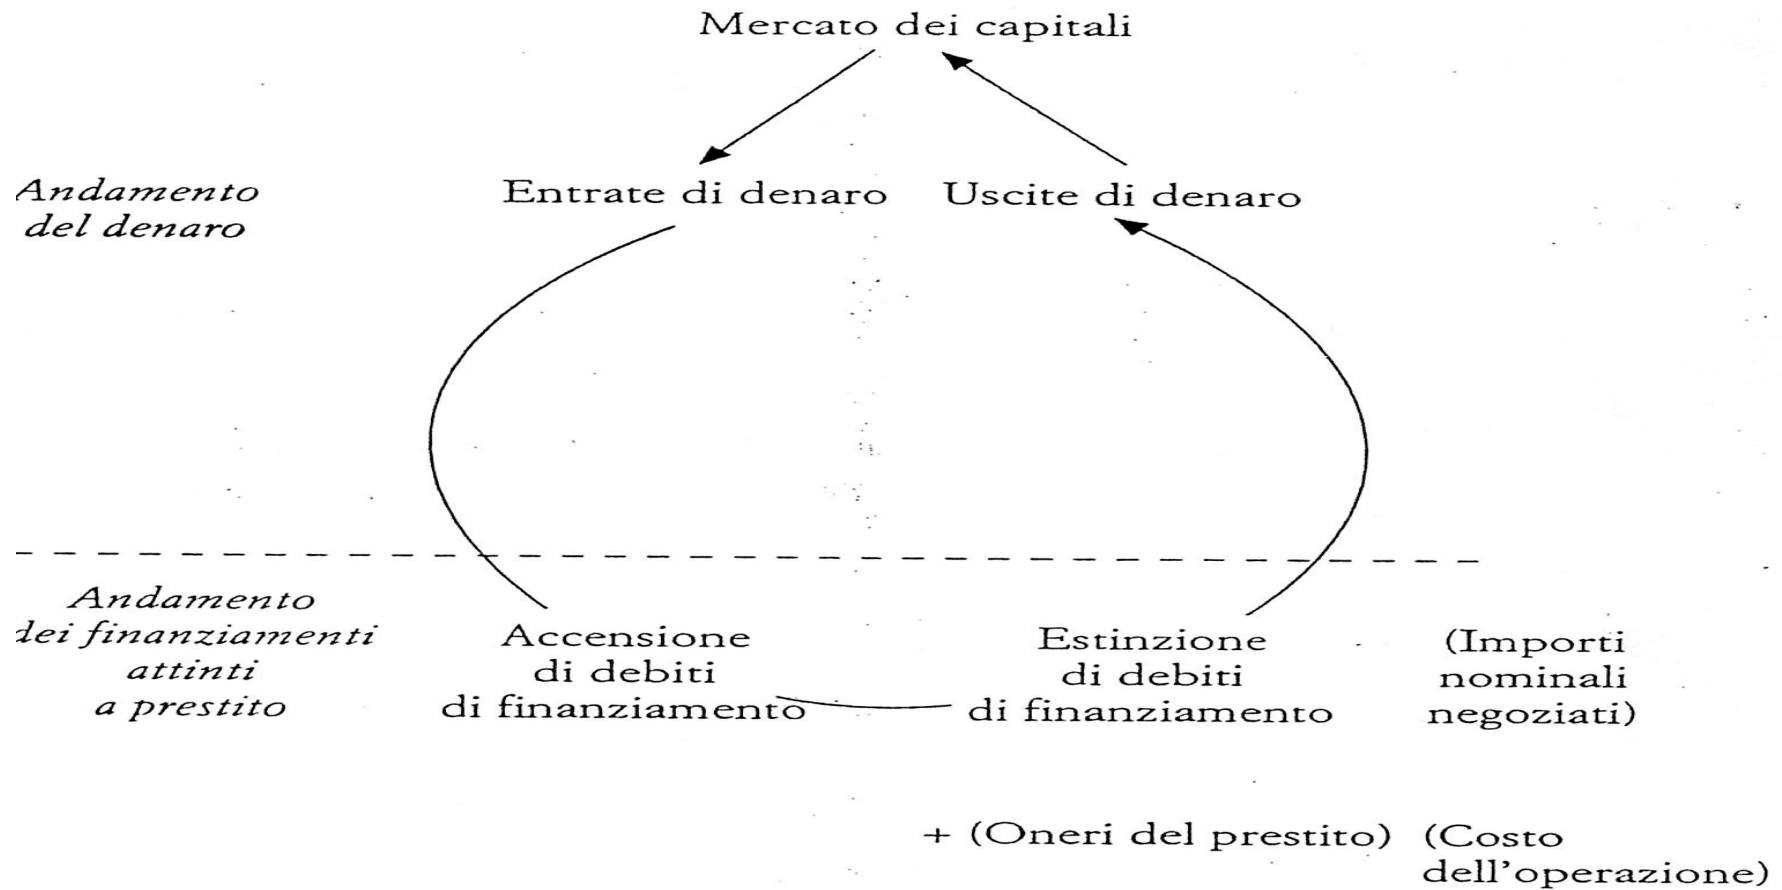 Mercato dei capitali
Andamento
del denaro
Entrate di denaro
Uscite di denaro
Andamento
dei finanziamenti
attinti
a prestito
Accensione
di debiti
di finanziamento
Estinzione
di debiti
di finanziamento
(Importi
nominali
negoziati)
+ (Oneri del prestito)
(Costo
dell'operazione)